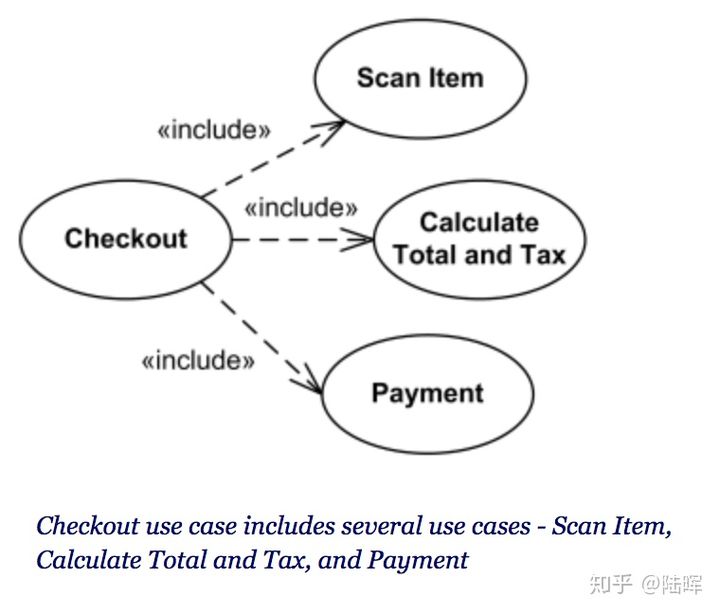 Scan Item
«include»
«include»
Checkout
Calculate
Total and Tax
«include»
Payment
Checkout use case includes several use cases - Scan Item,
Calculate Total and Tax, and Payment
知乎 @陆晖